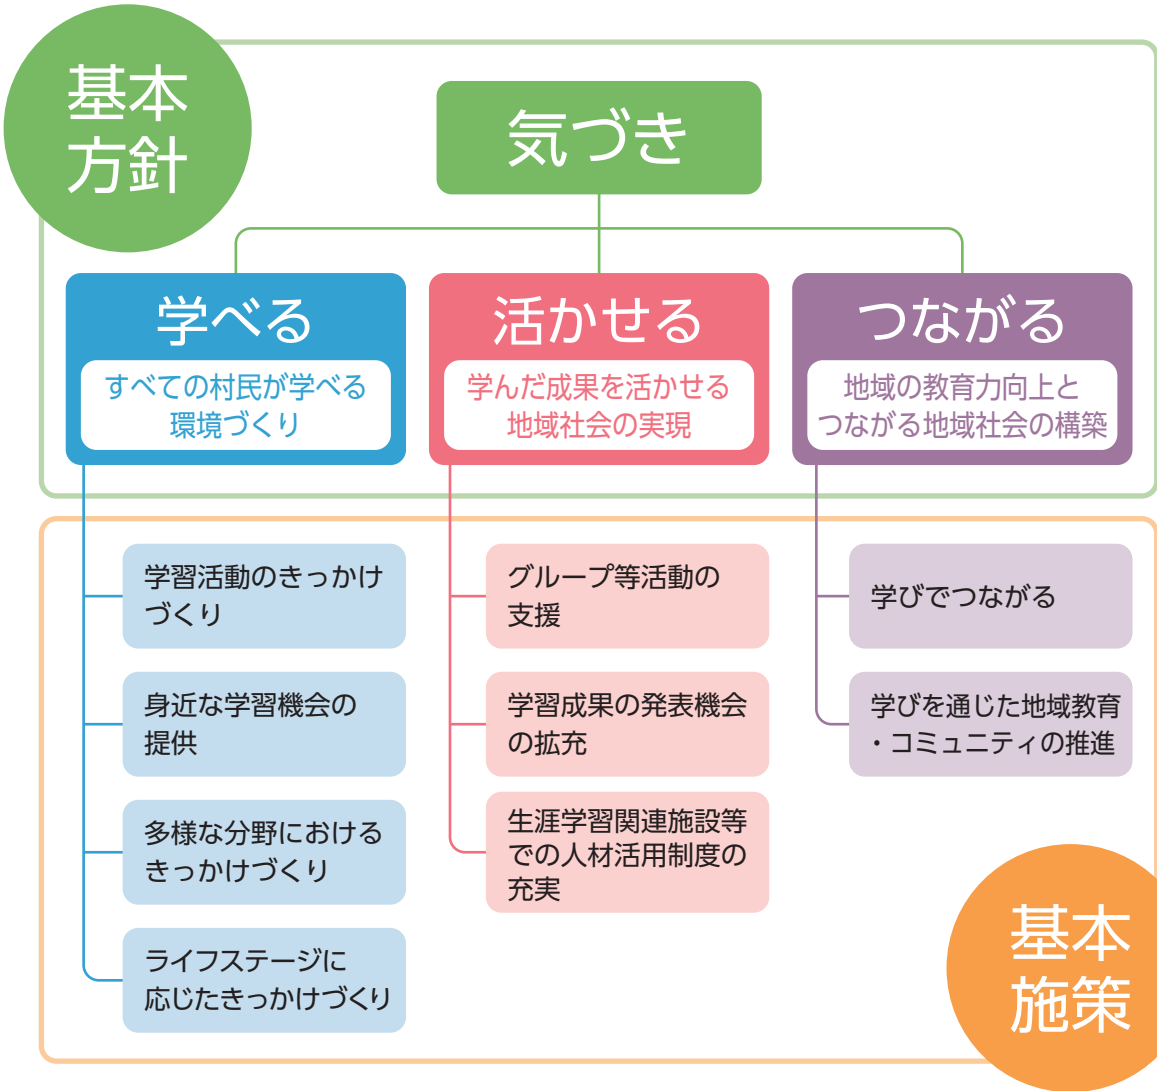 基本
方針
気づき
学べる
すべての村民が学べる
環境づくり
活かせる
学んだ成果を活かせる
地域社会の実現
つながる
地域の教育力向上と
つながる地域社会の構築
学習活動のきっかけ
づくり
身近な学習機会の
提供
多様な分野における
きっかけづくり
ライフステージに
応じたきっかけづくり
グループ等活動の
支援
学習成果の発表機会
の拡充
生涯学習関連施設等
での人材活用制度の
充実
学びでつながる
学びを通じた地域教育
・コミュニティの推進
基本
施策